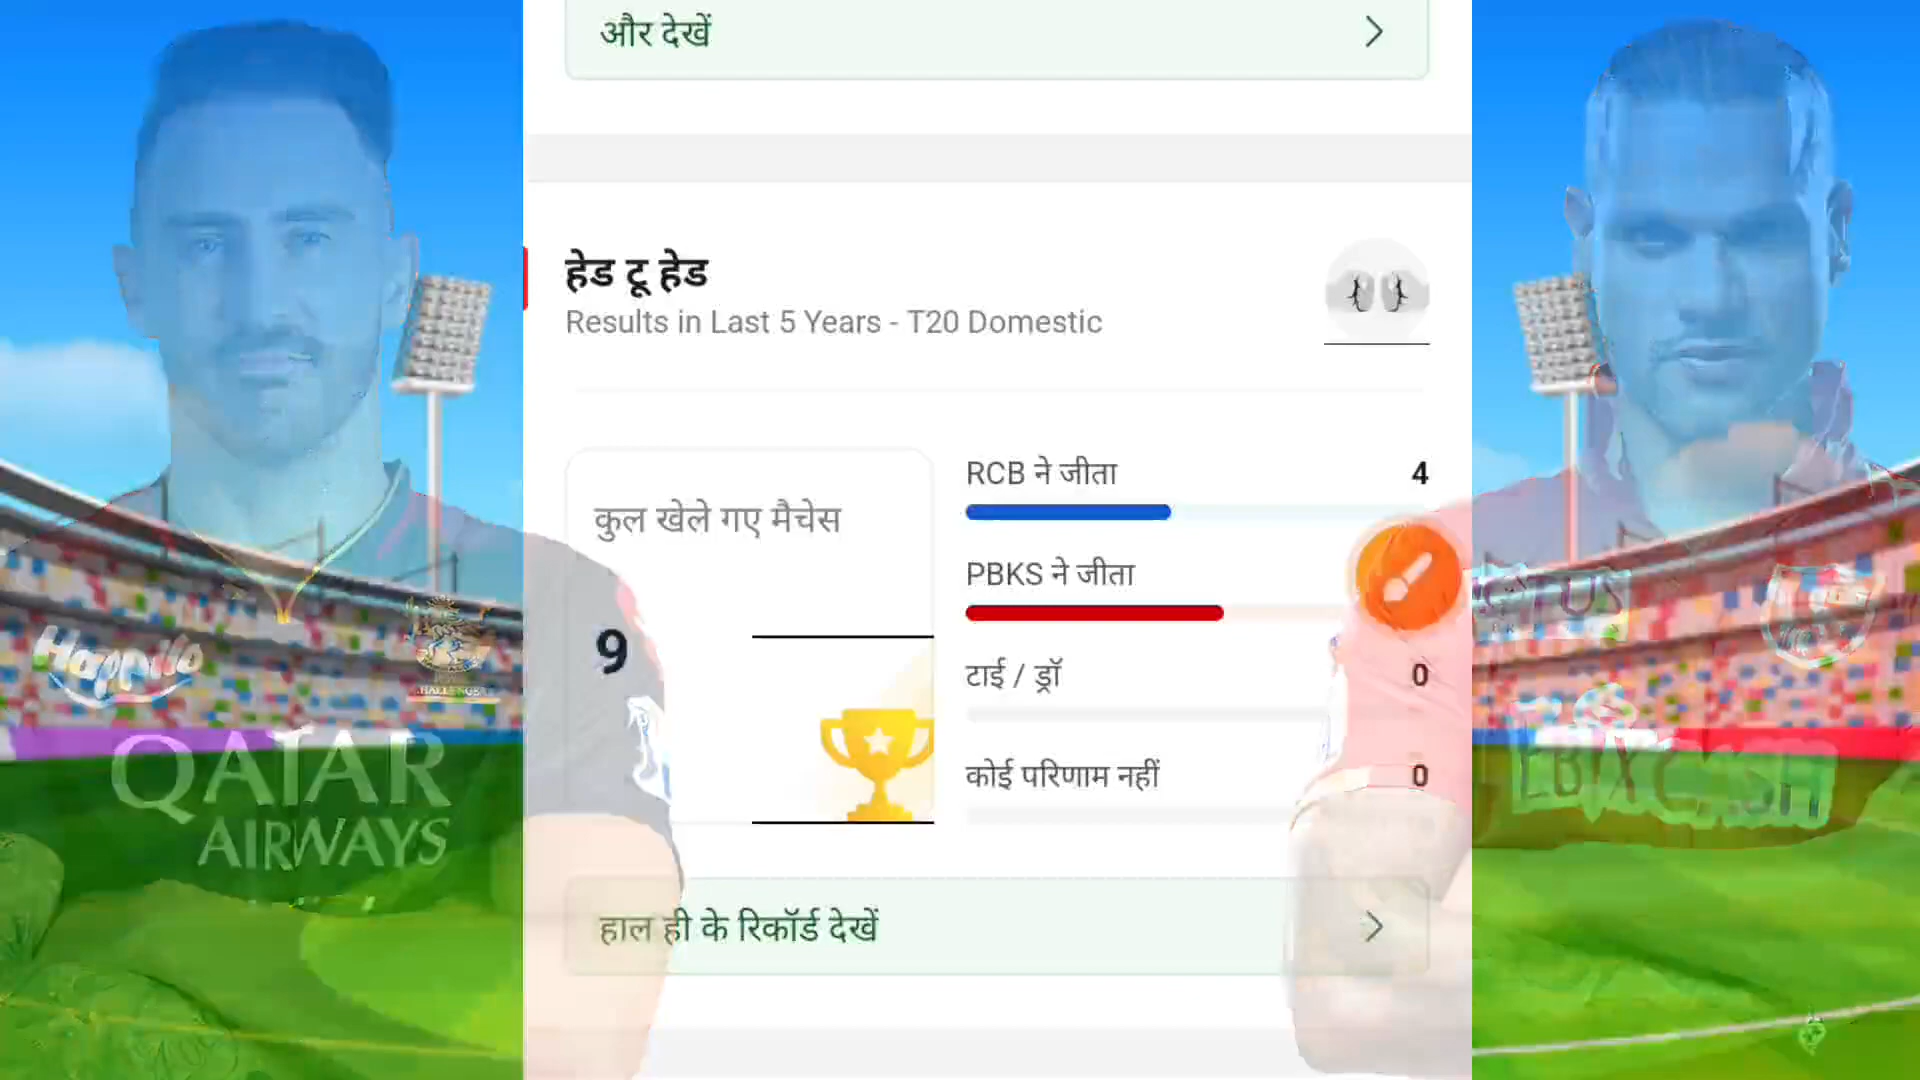 और देखें
हेड टू हेड
Results in Last 5 Years - T20 Domestic
कुल खेले गए मैचेस
9
RCB ने जीता
4
PBKS ने जीता
टाई / ड्रॉ
0
कोई परिणाम नहीं
0
हाल ही के रिकॉर्ड देखें
Happilo
QATAR
AIRWAYS